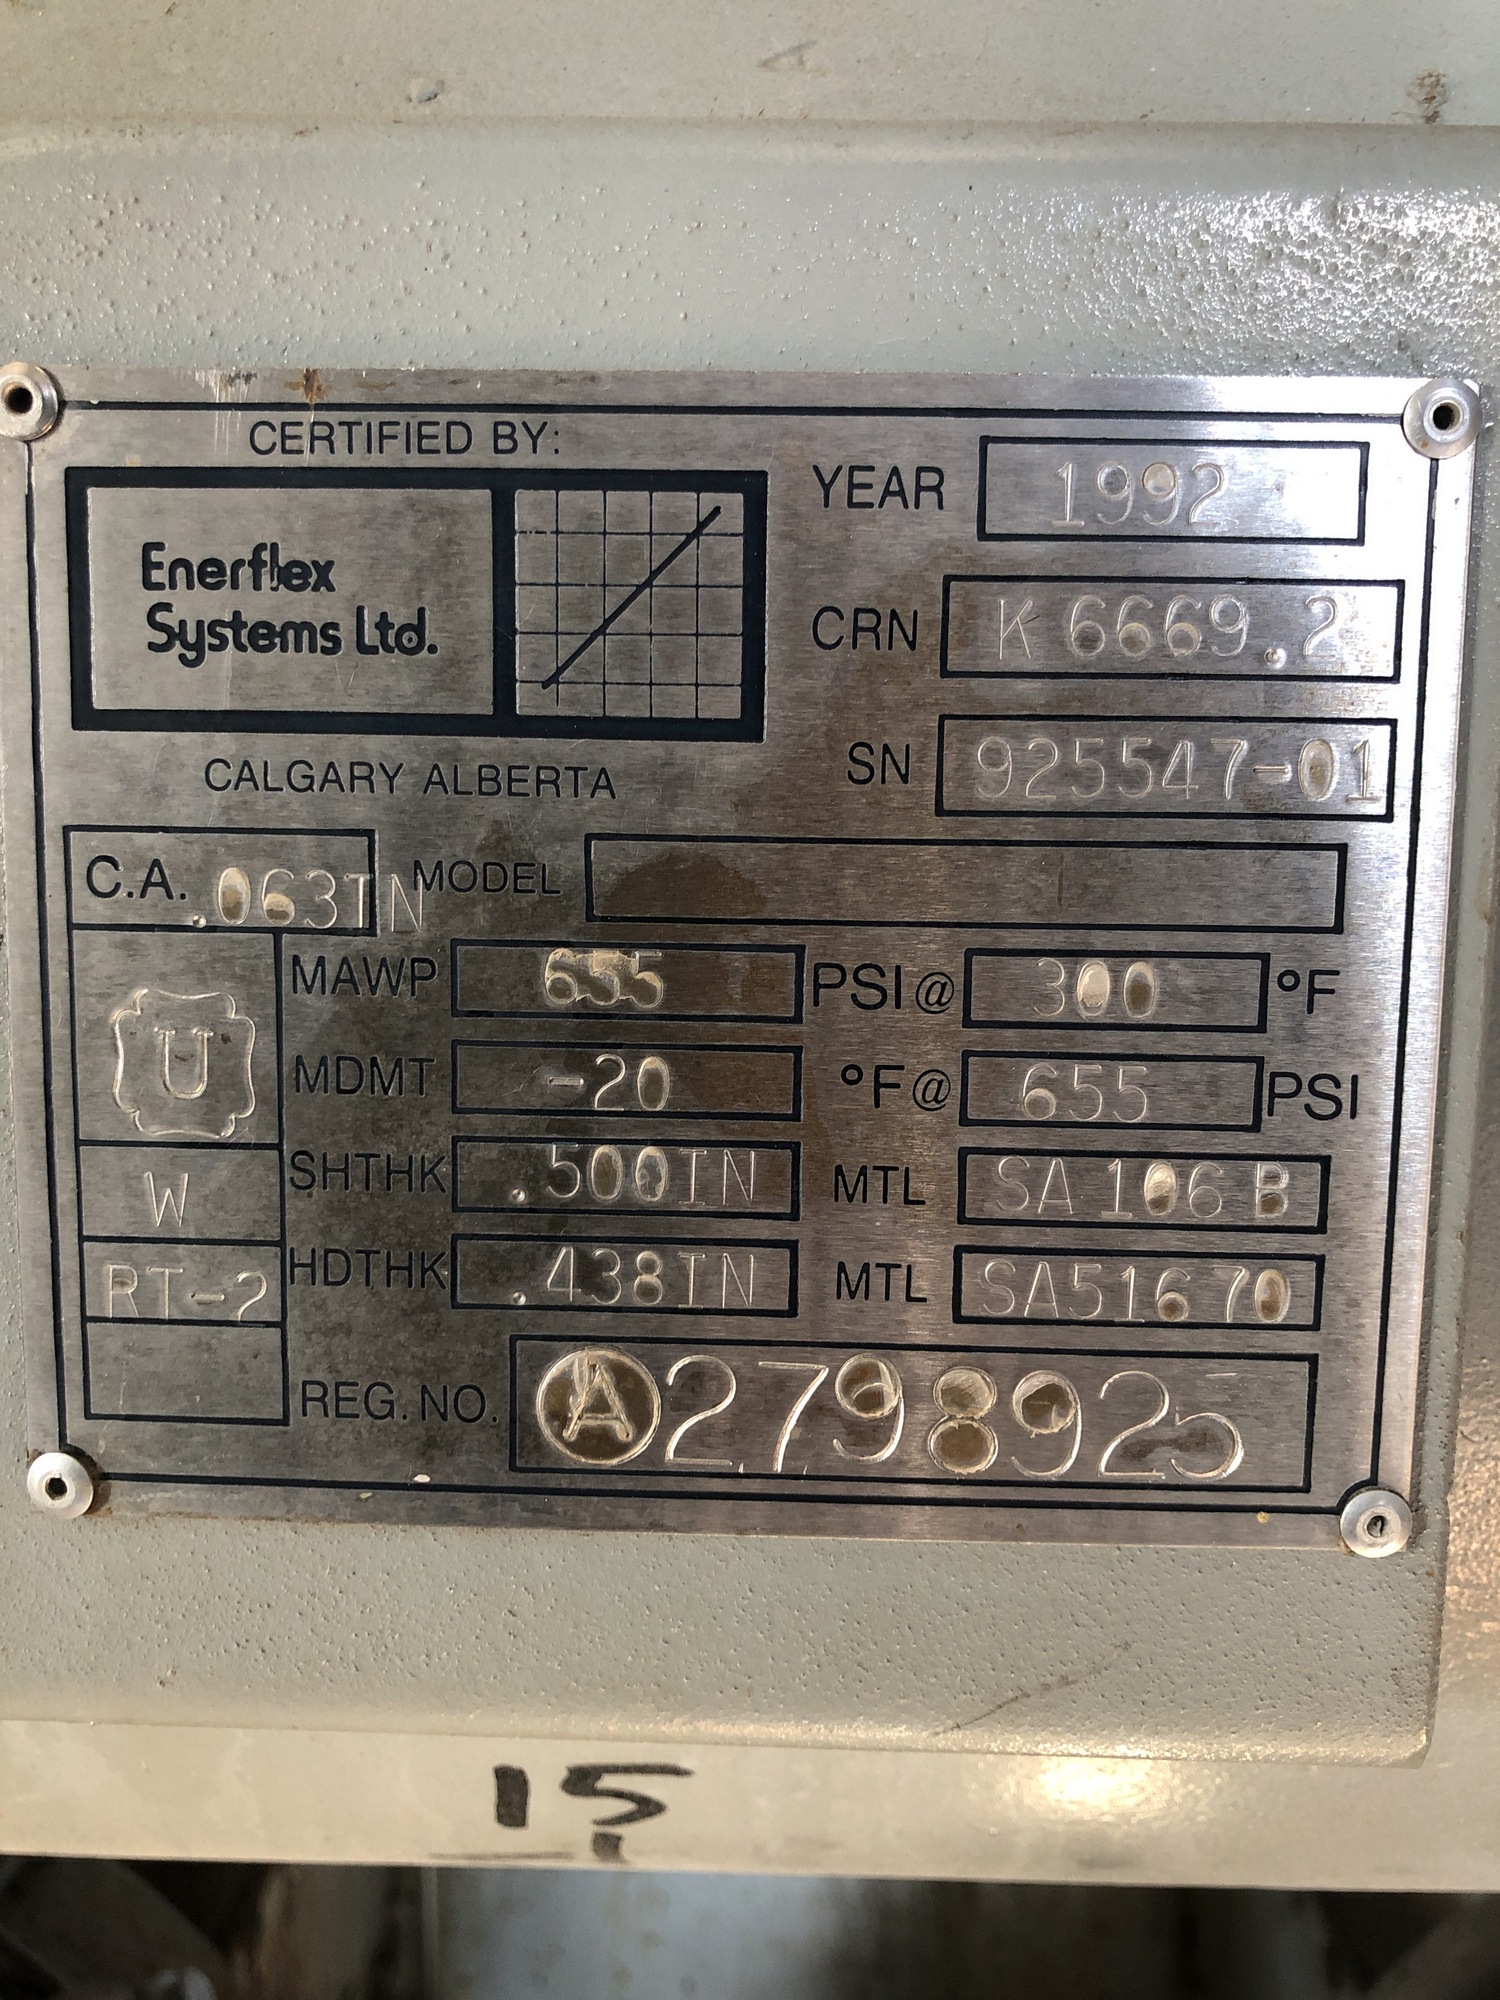 CERTIFIED BY:
Enerflex
Systems Ltd.
CALGARY ALBERTA
YEAR 1992
CRN K 6669.2
SN 925547-01
C.A. .063IN
MODEL
U
W
RT-2
MAWP 655 PSI@ 300 °F
MDMT -20 °F@ 655 PSI
SHTHK .500IN MTL SA 106 B
HDTHK .438IN MTL SA516 70
REG. NO. A 2798925
15